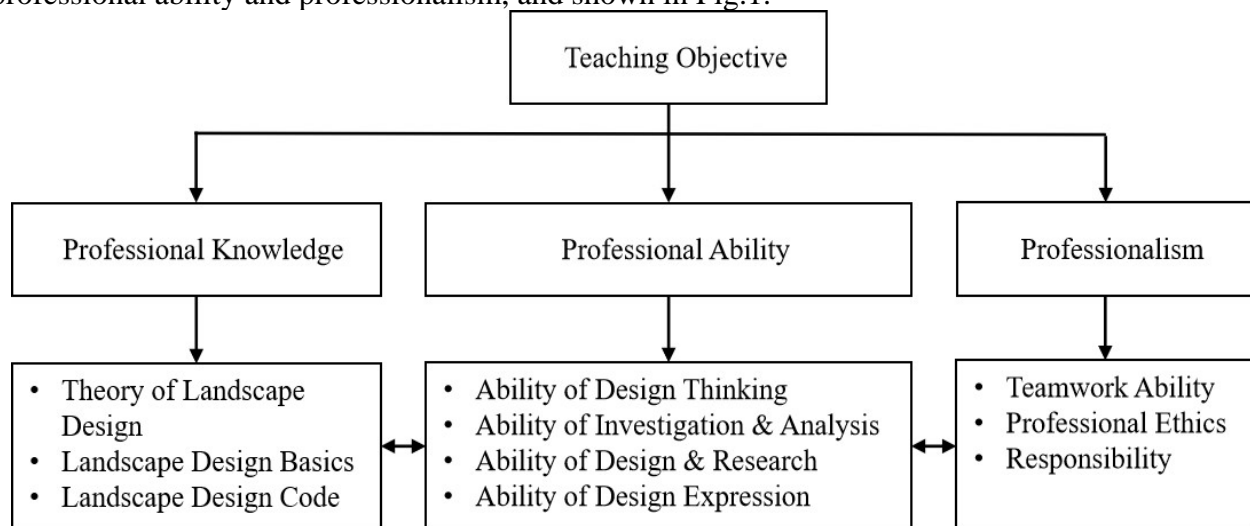 professional ability and professionalism, and shown in Fig.1.
Teaching Objective
Professional Knowledge
Professional Ability
Professionalism
• Theory of Landscape
Design
• Landscape Design Basics
• Landscape Design Code
• Ability of Design Thinking
• Ability of Investigation & Analysis
• Ability of Design & Research
• Ability of Design Expression
• Teamwork Ability
• Professional Ethics
• Responsibility